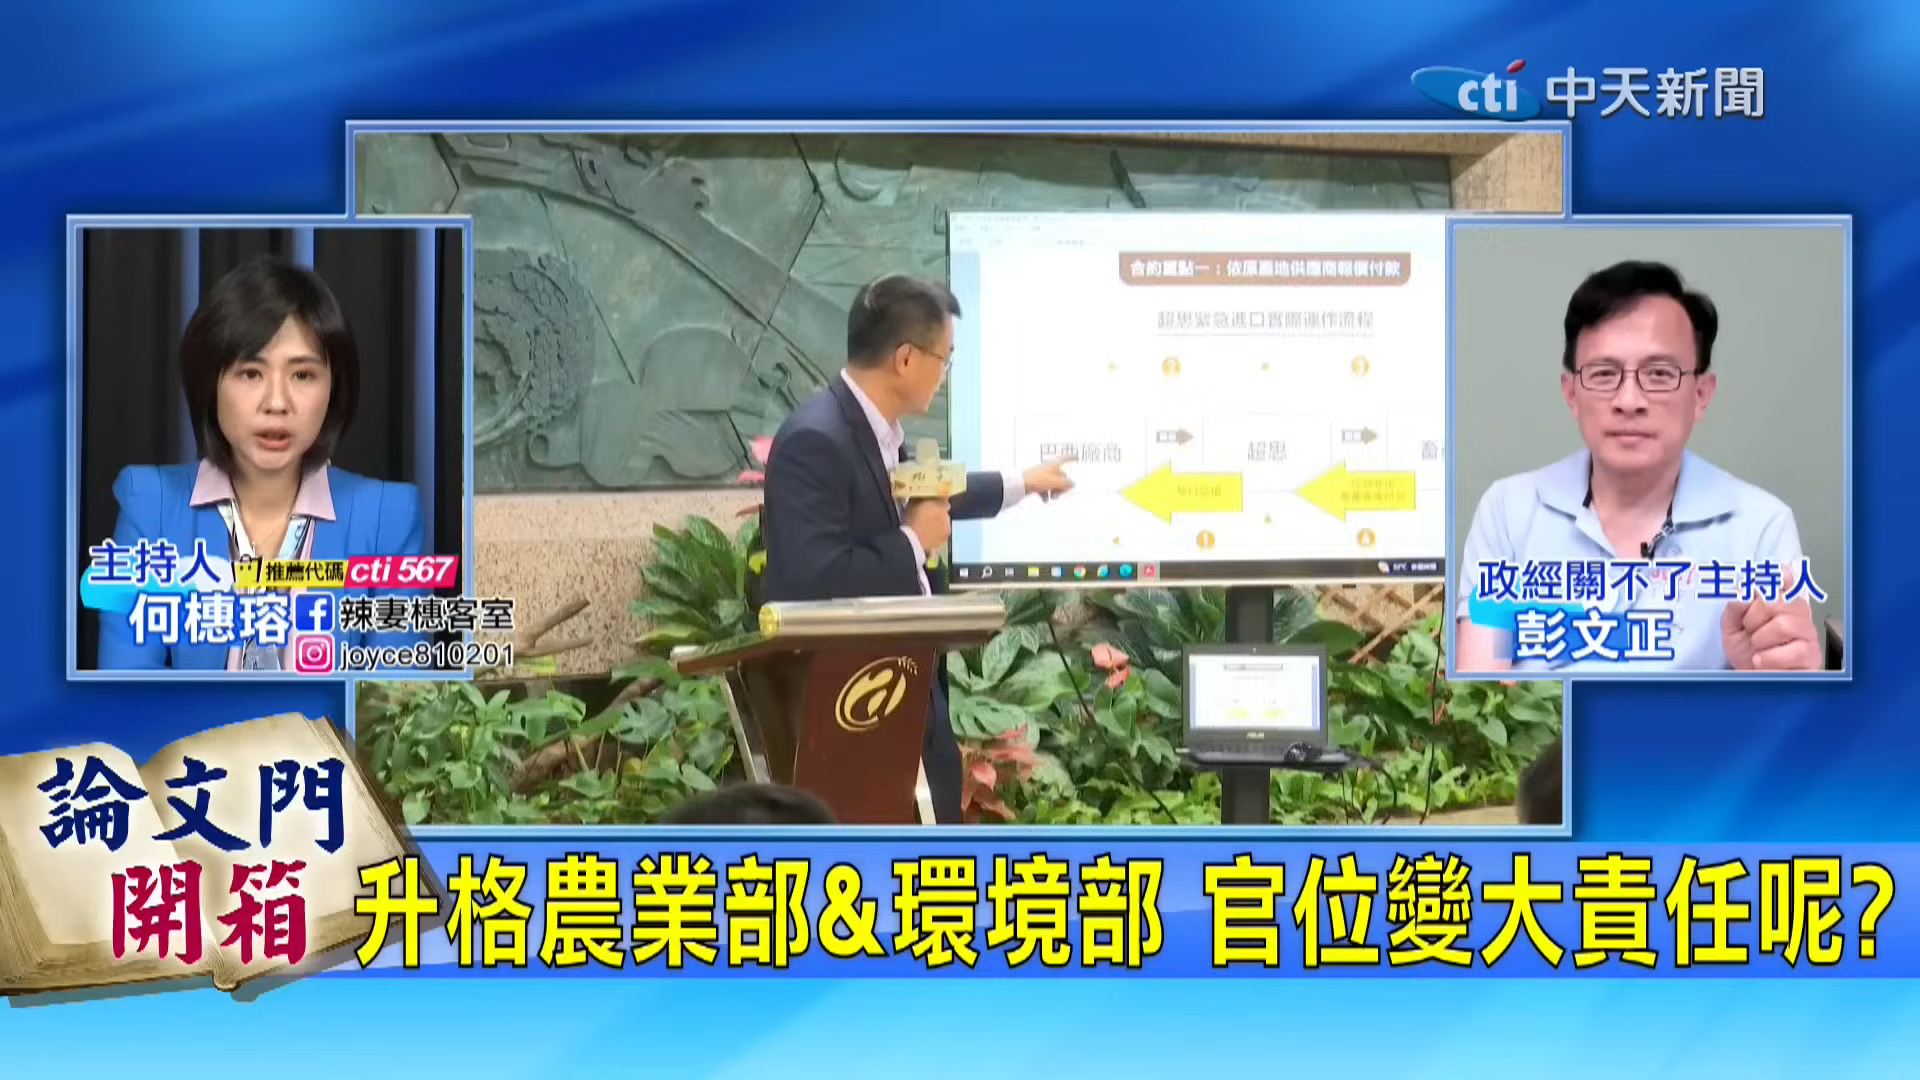 cti 中天新聞
合約重點一：依原產地供應商報價付款
超思緊急進口實際運作流程
2
3
巴西廠商
超思
1
主持人
推薦代碼 cti 567
何橞瑢
辣妻橞客室
joyce810201
政經關不了主持人
彭文正
論文門
開箱
升格農業部&環境部 官位變大責任呢?